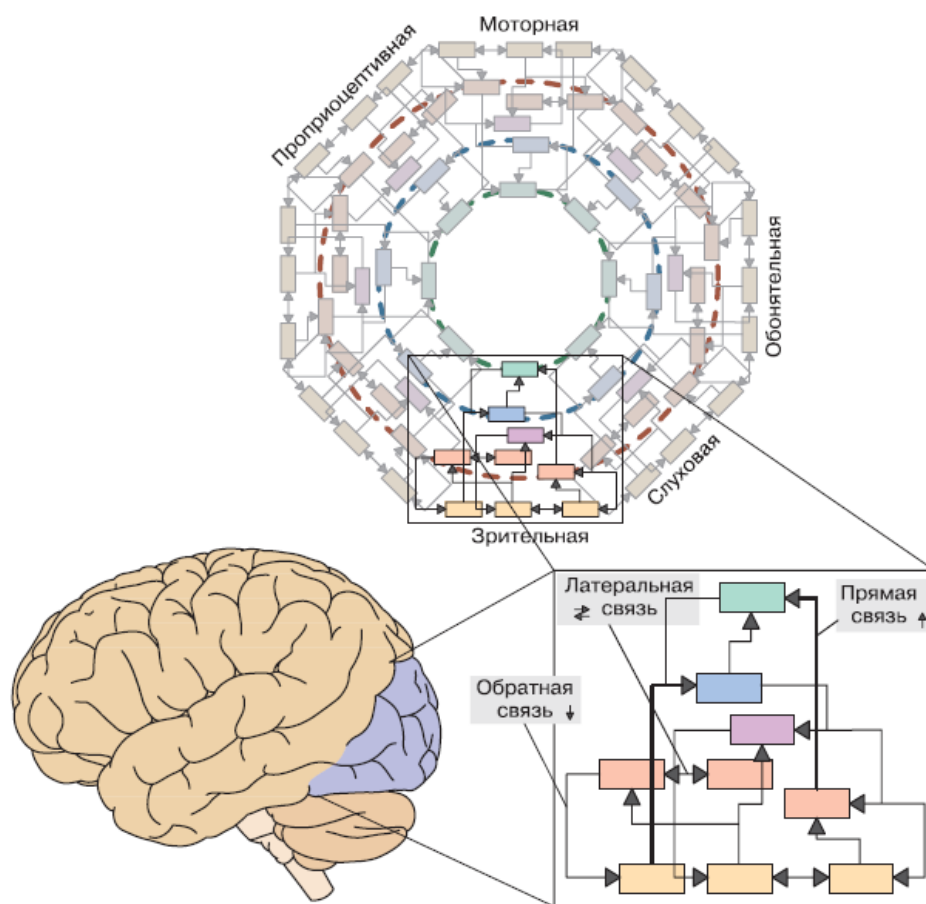 Моторная
Проприоцептивная
Обонятельная
Слуховая
Зрительная
Латеральная
⇄ связь
Прямая
связь ↑
Обратная
связь ↓